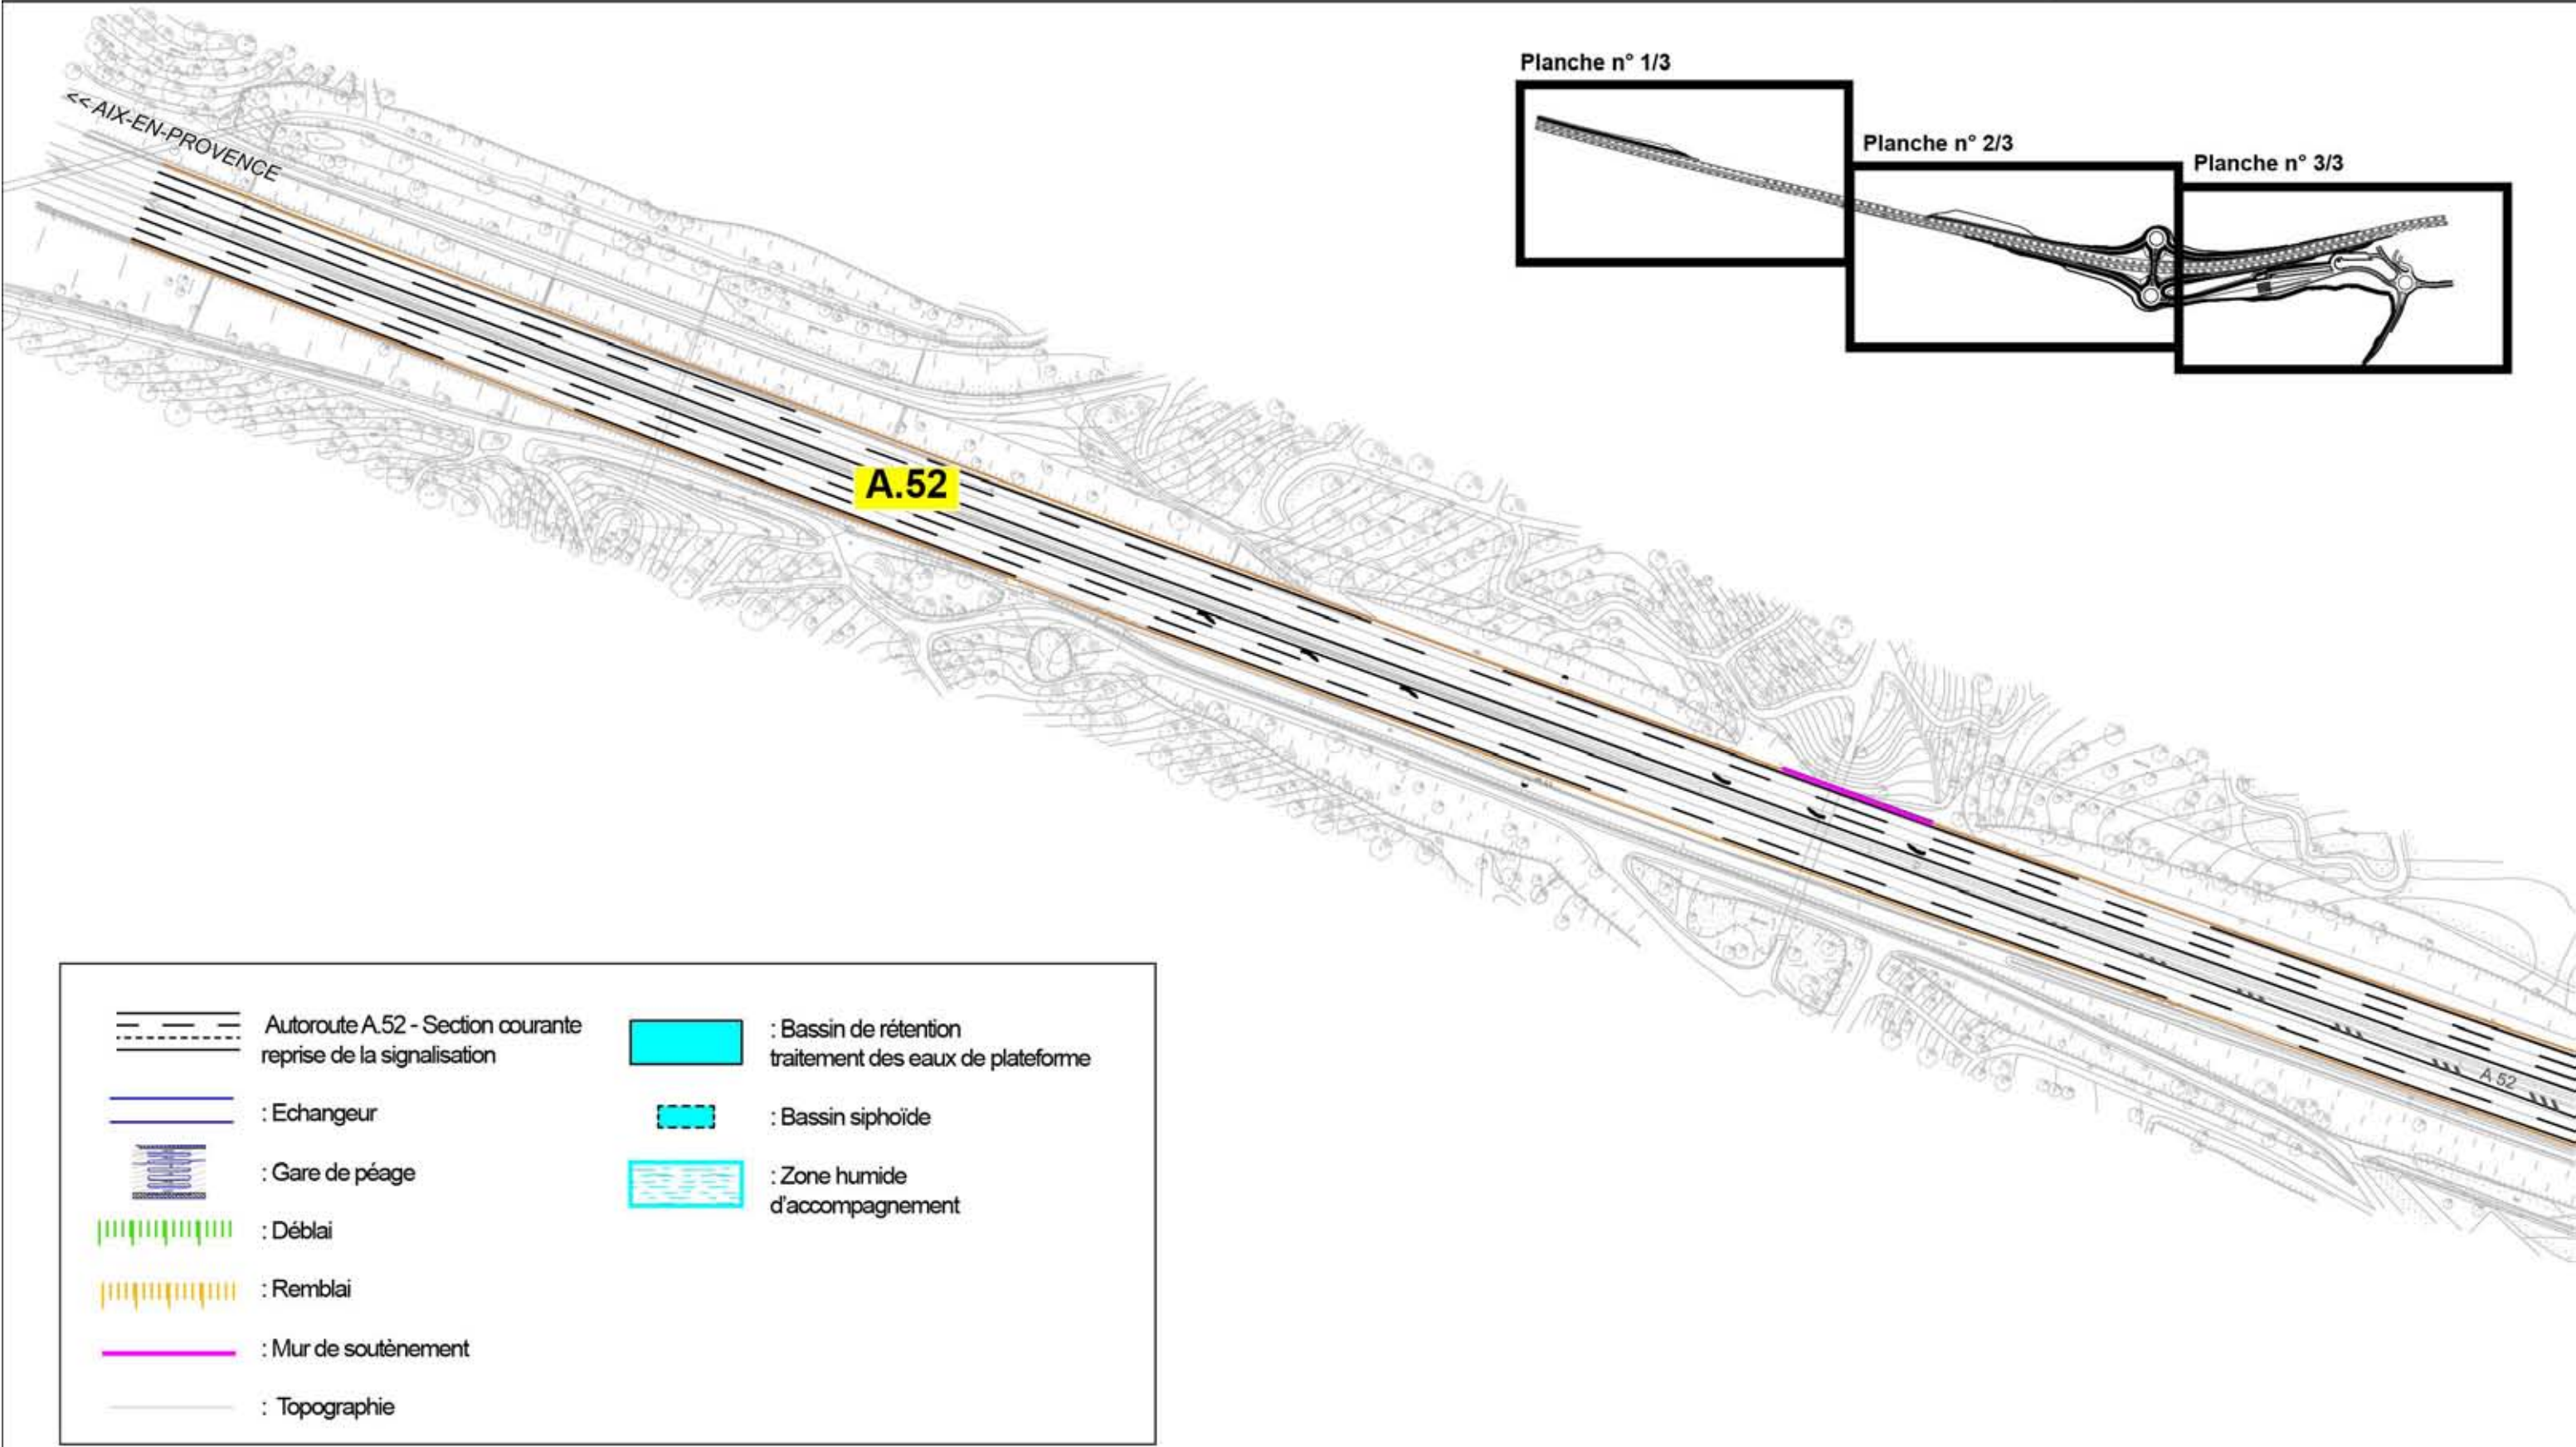 Planche n° 1/3
Planche n° 2/3
Planche n° 3/3
<< AIX-EN-PROVENCE
A.52
A 52
Autoroute A.52 - Section courante
reprise de la signalisation
: Echangeur
: Gare de péage
: Déblai
: Remblai
: Mur de soutènement
: Topographie
: Bassin de rétention
traitement des eaux de plateforme
: Bassin siphoïde
: Zone humide
d'accompagnement